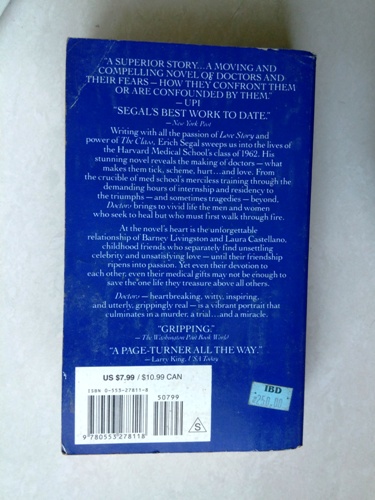 "A SUPERIOR STORY...A MOVING AND
COMPELLING NOVEL OF DOCTORS AND
THEIR FEARS — HOW THEY CONFRONT THEM
OR ARE CONFOUNDED BY THEM."
— UPI
"SEGAL'S BEST WORK TO DATE."
— New York Post
Writing with all the passion of Love Story and
power of The Class, Erich Segal sweeps us into the lives of
the Harvard Medical School's class of 1962. His
stunning novel reveals the making of doctors — what
makes them tick, scheme, hurt...and love. From
the crucible of med school's merciless training through the
demanding hours of internship and residency to
the triumphs — and sometimes tragedies — beyond,
Doctors brings to vivid life the men and women
who seek to heal but who must first walk through fire.
At the novel's heart is the unforgettable
relationship of Barney Livingston and Laura Castellano,
childhood friends who separately find unsettling
celebrity and unsatisfying love — until their friendship
ripens into passion. Yet even their devotion to
each other, even their medical gifts may not be enough to
save the one life they treasure above all others.
Doctors — heartbreaking, witty, inspiring,
and utterly, grippingly real — is a vibrant portrait that
culminates in a murder, a trial...and a miracle.
"GRIPPING."
— The Washington Post Book World
"A PAGE-TURNER ALL THE WAY."
— Larry King, USA Today
US $7.99 / $10.99 CAN
ISBN 0-553-27811-8
50799
9 780553 278118
S
IBD
250.00